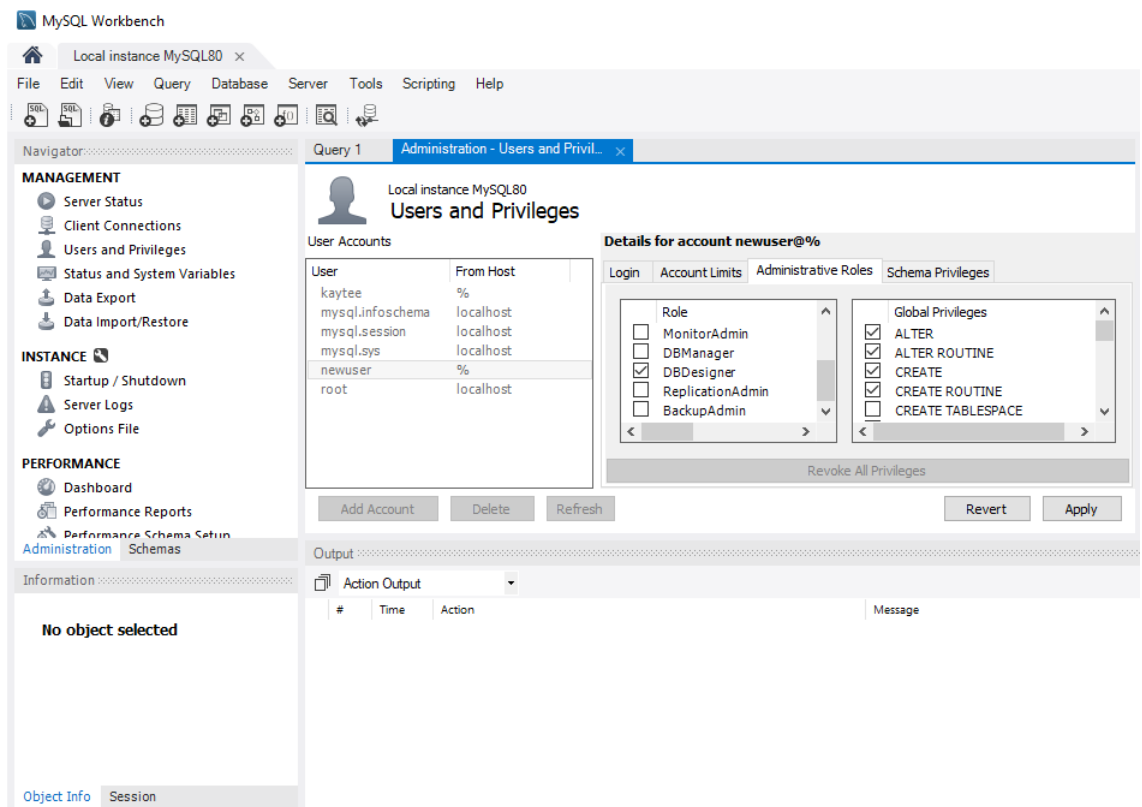 MySQL Workbench
Local instance MySQL80 ×
File Edit View Query Database Server Tools Scripting Help
Navigator
MANAGEMENT
Server Status
Client Connections
Users and Privileges
Status and System Variables
Data Export
Data Import/Restore
INSTANCE
Startup / Shutdown
Server Logs
Options File
PERFORMANCE
Dashboard
Performance Reports
Performance Schema Setup
Administration Schemas
Information
No object selected
Object Info Session
Query 1 Administration - Users and Privil... ×
Local instance MySQL80
Users and Privileges
User Accounts
User From Host
kaytee %
mysql.infoschema localhost
mysql.session localhost
mysql.sys localhost
newuser %
root localhost
Add Account Delete Refresh
Details for account newuser@%
Login Account Limits Administrative Roles Schema Privileges
Role
MonitorAdmin
DBManager
DBDesigner
ReplicationAdmin
BackupAdmin
Global Privileges
ALTER
ALTER ROUTINE
CREATE
CREATE ROUTINE
CREATE TABLESPACE
Revoke All Privileges
Revert Apply
Output
Action Output
# Time Action Message